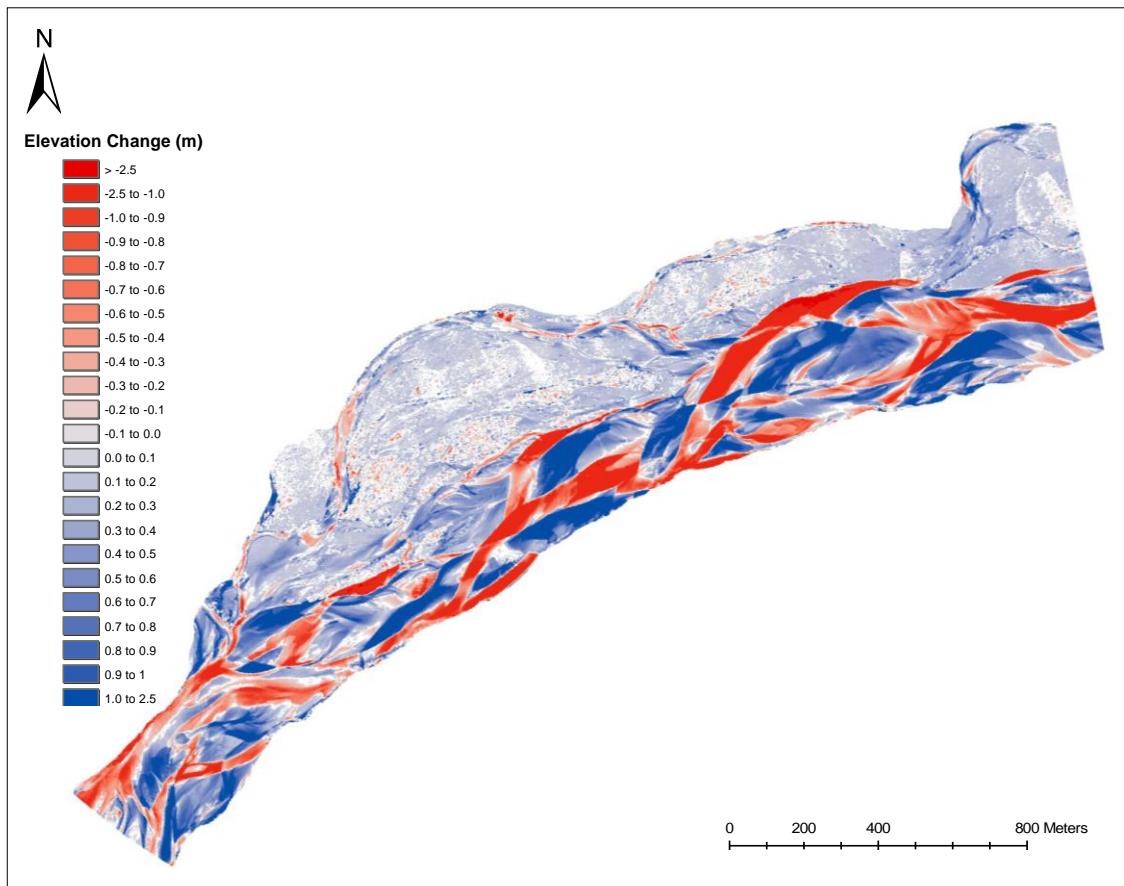 N
Elevation Change (m)
> -2.5
-2.5 to -1.0
-1.0 to -0.9
-0.9 to -0.8
-0.8 to -0.7
-0.7 to -0.6
-0.6 to -0.5
-0.5 to -0.4
-0.4 to -0.3
-0.3 to -0.2
-0.2 to -0.1
-0.1 to 0.0
0.0 to 0.1
0.1 to 0.2
0.2 to 0.3
0.3 to 0.4
0.4 to 0.5
0.5 to 0.6
0.6 to 0.7
0.7 to 0.8
0.8 to 0.9
0.9 to 1
1.0 to 2.5
0 200 400 800 Meters